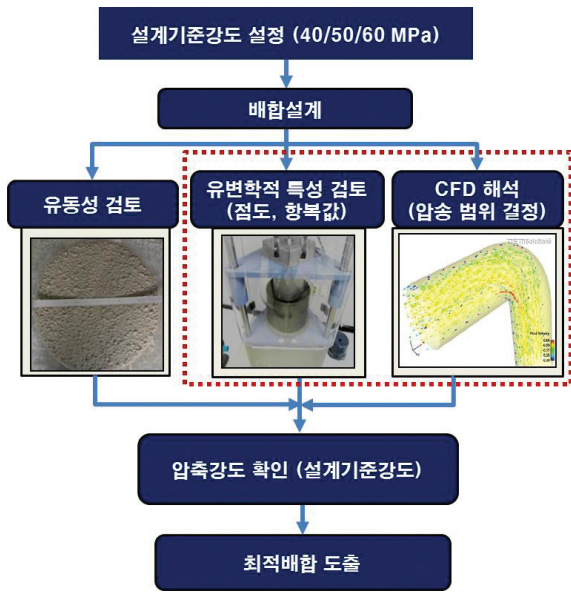 설계기준강도 설정 (40/50/60 MPa)
배합설계
유동성 검토
유변학적 특성 검토
(점도, 항복값)
CFD 해석
(압송 범위 결정)
압축강도 확인 (설계기준강도)
최적배합 도출